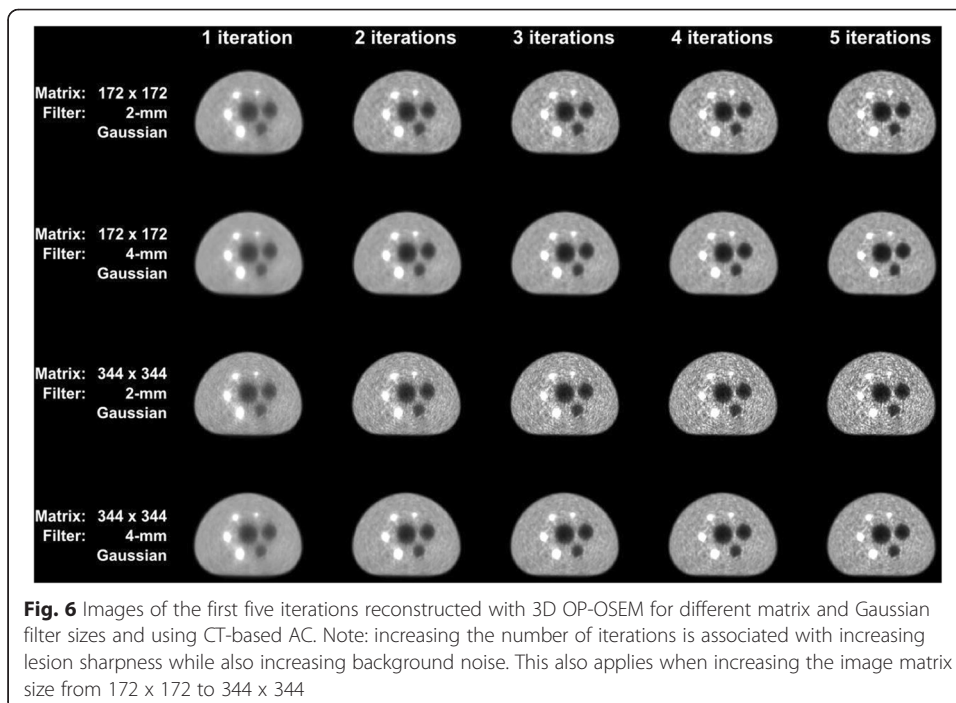 1 iteration 2 iterations 3 iterations 4 iterations 5 iterations
Matrix: 172 x 172
Filter: 2-mm
Gaussian
Matrix: 172 x 172
Filter: 4-mm
Gaussian
Matrix: 344 x 344
Filter: 2-mm
Gaussian
Matrix: 344 x 344
Filter: 4-mm
Gaussian
Fig. 6 Images of the first five iterations reconstructed with 3D OP-OSEM for different matrix and Gaussian
filter sizes and using CT-based AC. Note: increasing the number of iterations is associated with increasing
lesion sharpness while also increasing background noise. This also applies when increasing the image matrix
size from 172 x 172 to 344 x 344